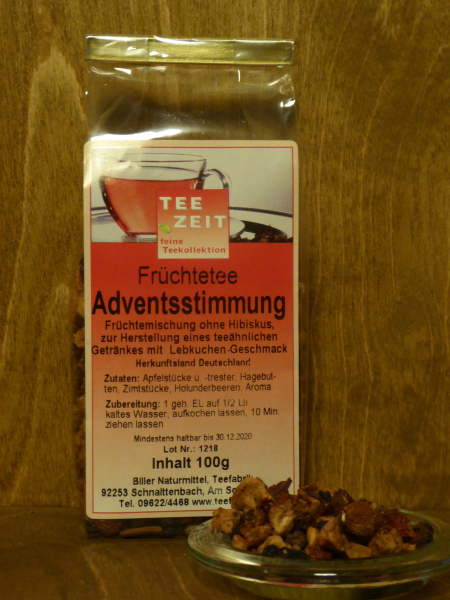 TEE
ZEIT
feine
Teekollektion
Früchtetee
Adventsstimmung
Früchtemischung ohne Hibiskus,
zur Herstellung eines teeähnlichen
Getränkes mit Lebkuchen-Geschmack
Herkunftsland Deutschland
Zutaten: Apfelstücke u. -trester, Hagebut-
ten, Zimtstücke, Holunderbeeren, Aroma
Zubereitung: 1 geh. EL auf 1/2 Ltr
kaltes Wasser, aufkochen lassen, 10 Min.
ziehen lassen
Mindestens haltbar bis 30.12.2020
Lot Nr.: 1218
Inhalt 100g
Biller Naturmittel, Teefabrik
92253 Schnaittenbach, Am
Tel. 09622/4468